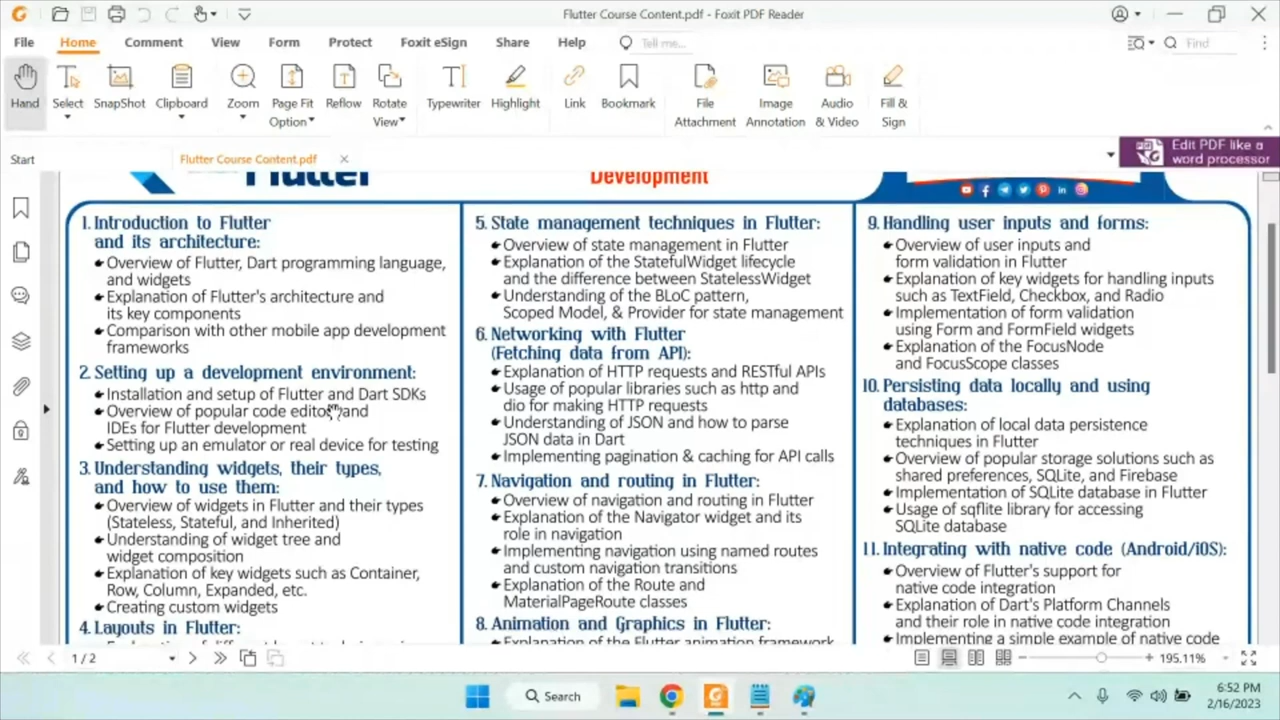 Flutter Course Content.pdf - Foxit PDF Reader
File Home Comment View Form Protect Foxit eSign Share Help Tell me... Find
Hand Select SnapShot Clipboard Zoom Page Fit Option Reflow Rotate View Typewriter Highlight Link Bookmark File Attachment Image Annotation Audio & Video Fill & Sign
Start Flutter Course Content.pdf
Edit PDF like a
word processor
Flutter
Development
1. Introduction to Flutter
and its architecture:
Overview of Flutter, Dart programming language,
and widgets
Explanation of Flutter's architecture and
its key components
Comparison with other mobile app development
frameworks
2. Setting up a development environment:
Installation and setup of Flutter and Dart SDKs
Overview of popular code editors and
IDEs for Flutter development
Setting up an emulator or real device for testing
3. Understanding widgets, their types,
and how to use them:
Overview of widgets in Flutter and their types
(Stateless, Stateful, and Inherited)
Understanding of widget tree and
widget composition
Explanation of key widgets such as Container,
Row, Column, Expanded, etc.
Creating custom widgets
4. Layouts in Flutter:
5. State management techniques in Flutter:
Overview of state management in Flutter
Explanation of the StatefulWidget lifecycle
and the difference between StatelessWidget
Understanding of the BLoC pattern,
Scoped Model, & Provider for state management
6. Networking with Flutter
(Fetching data from API):
Explanation of HTTP requests and RESTful APIs
Usage of popular libraries such as http and
dio for making HTTP requests
Understanding of JSON and how to parse
JSON data in Dart
Implementing pagination & caching for API calls
7. Navigation and routing in Flutter:
Overview of navigation and routing in Flutter
Explanation of the Navigator widget and its
role in navigation
Implementing navigation using named routes
and custom navigation transitions
Explanation of the Route and
MaterialPageRoute classes
8. Animation and Graphics in Flutter:
Explanation of the Flutter animation framework
9. Handling user inputs and forms:
Overview of user inputs and
form validation in Flutter
Explanation of key widgets for handling inputs
such as TextField, Checkbox, and Radio
Implementation of form validation
using Form and FormField widgets
Explanation of the FocusNode
and FocusScope classes
10. Persisting data locally and using
databases:
Explanation of local data persistence
techniques in Flutter
Overview of popular storage solutions such as
shared preferences, SQLite, and Firebase
Implementation of SQLite database in Flutter
Usage of sqflite library for accessing
SQLite database
11. Integrating with native code (Android/iOS):
Overview of Flutter's support for
native code integration
Explanation of Dart's Platform Channels
and their role in native code integration
Implementing a simple example of native code
1 / 2 195.11%
Search
6:52 PM
2/16/2023